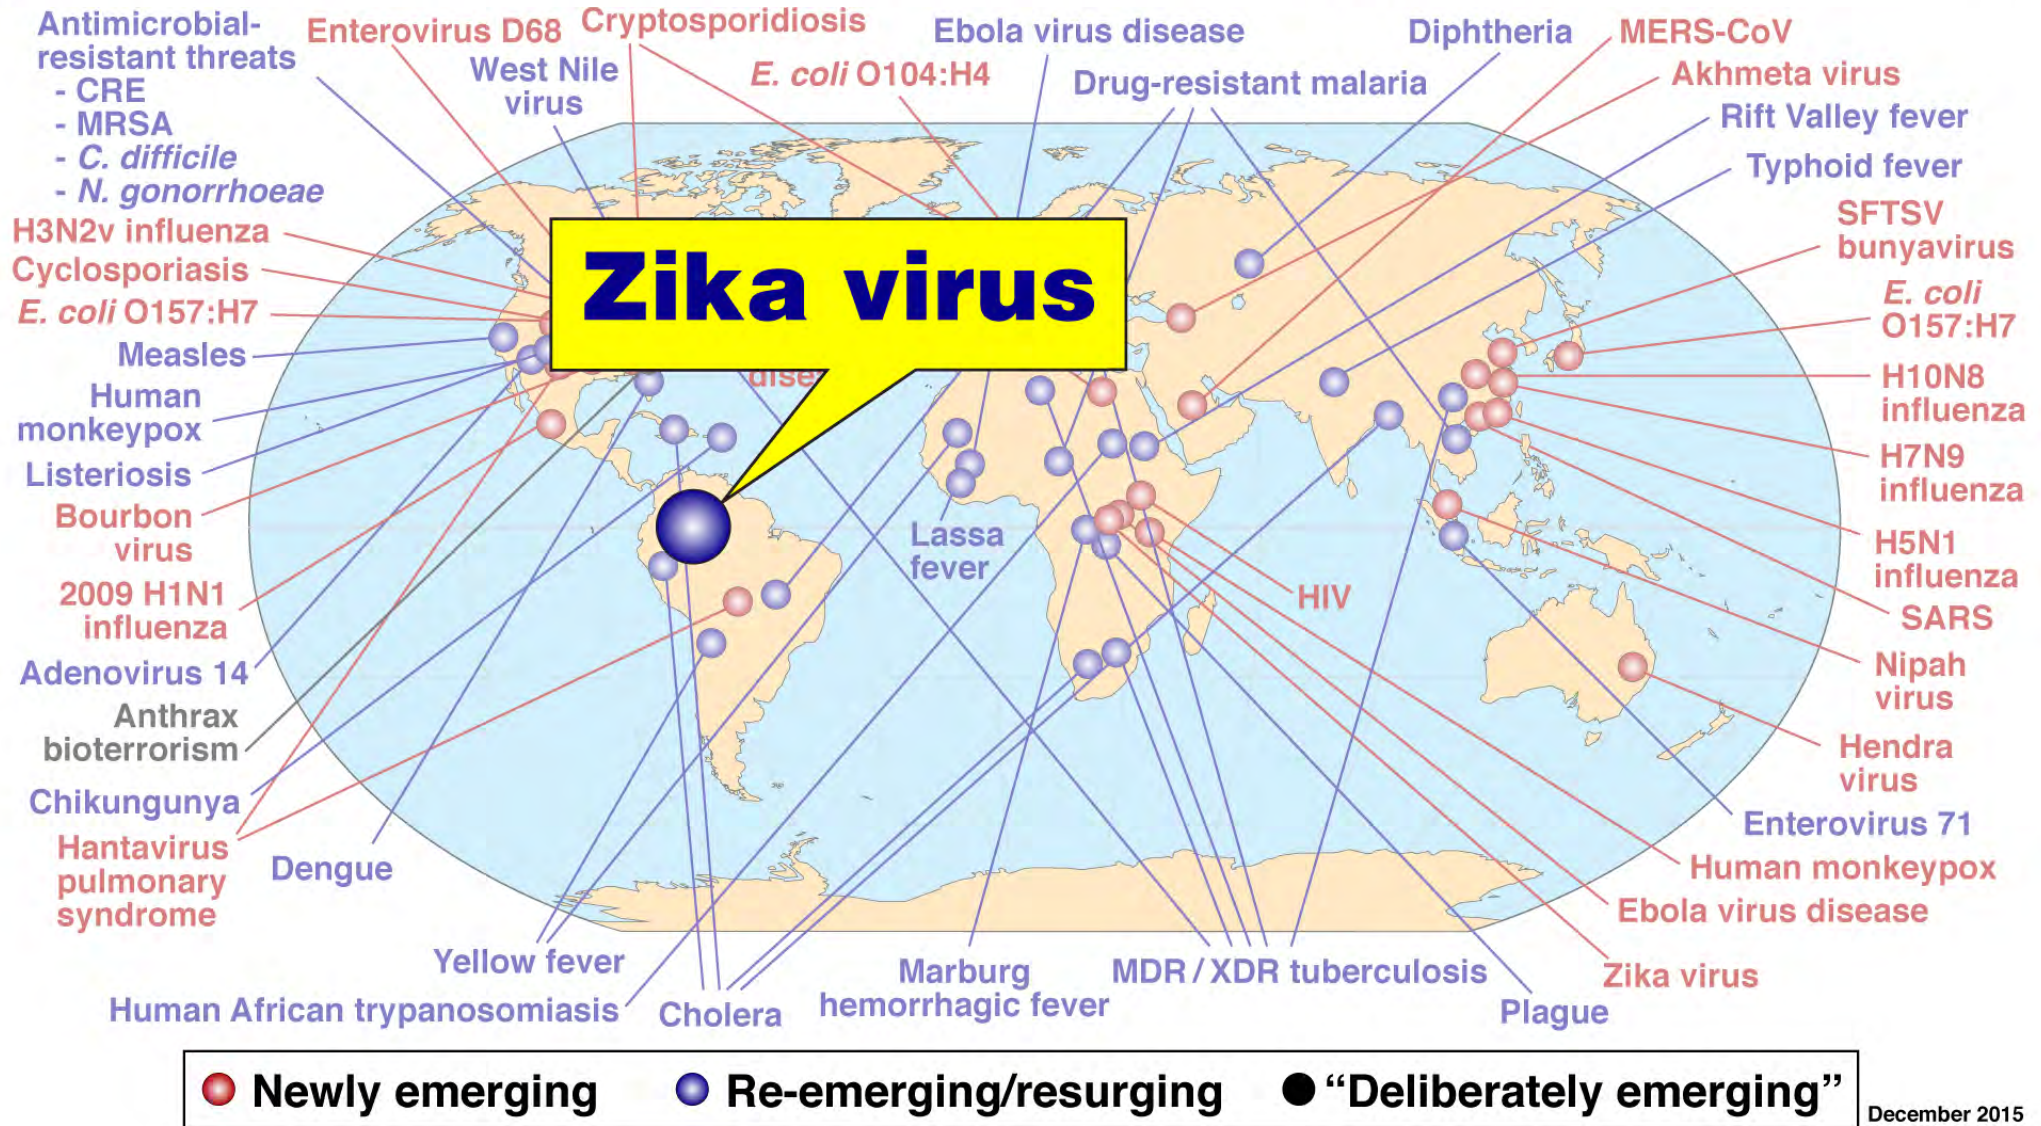 Antimicrobial-
resistant threats
- CRE
- MRSA
- C. difficile
- N. gonorrhoeae
Enterovirus D68
West Nile
virus
Cryptosporidiosis
E. coli O104:H4
Ebola virus disease
Drug-resistant malaria
Diphtheria
MERS-CoV
Akhmeta virus
Rift Valley fever
Typhoid fever
SFTSV
bunyavirus
E. coli
O157:H7
H10N8
influenza
H7N9
influenza
H5N1
influenza
SARS
Nipah
virus
Hendra
virus
Enterovirus 71
Human monkeypox
Ebola virus disease
Zika virus
Plague
H3N2v influenza
Cyclosporiasis
E. coli O157:H7
Measles
Human
monkeypox
Listeriosis
Bourbon
virus
2009 H1N1
influenza
Adenovirus 14
Anthrax
bioterrorism
Chikungunya
Hantavirus
pulmonary
syndrome
Dengue
Yellow fever
Human African trypanosomiasis
Cholera
Marburg
hemorrhagic fever
MDR / XDR tuberculosis
Zika virus
Lassa
fever
HIV
Newly emerging
Re-emerging/resurging
“Deliberately emerging”
December 2015